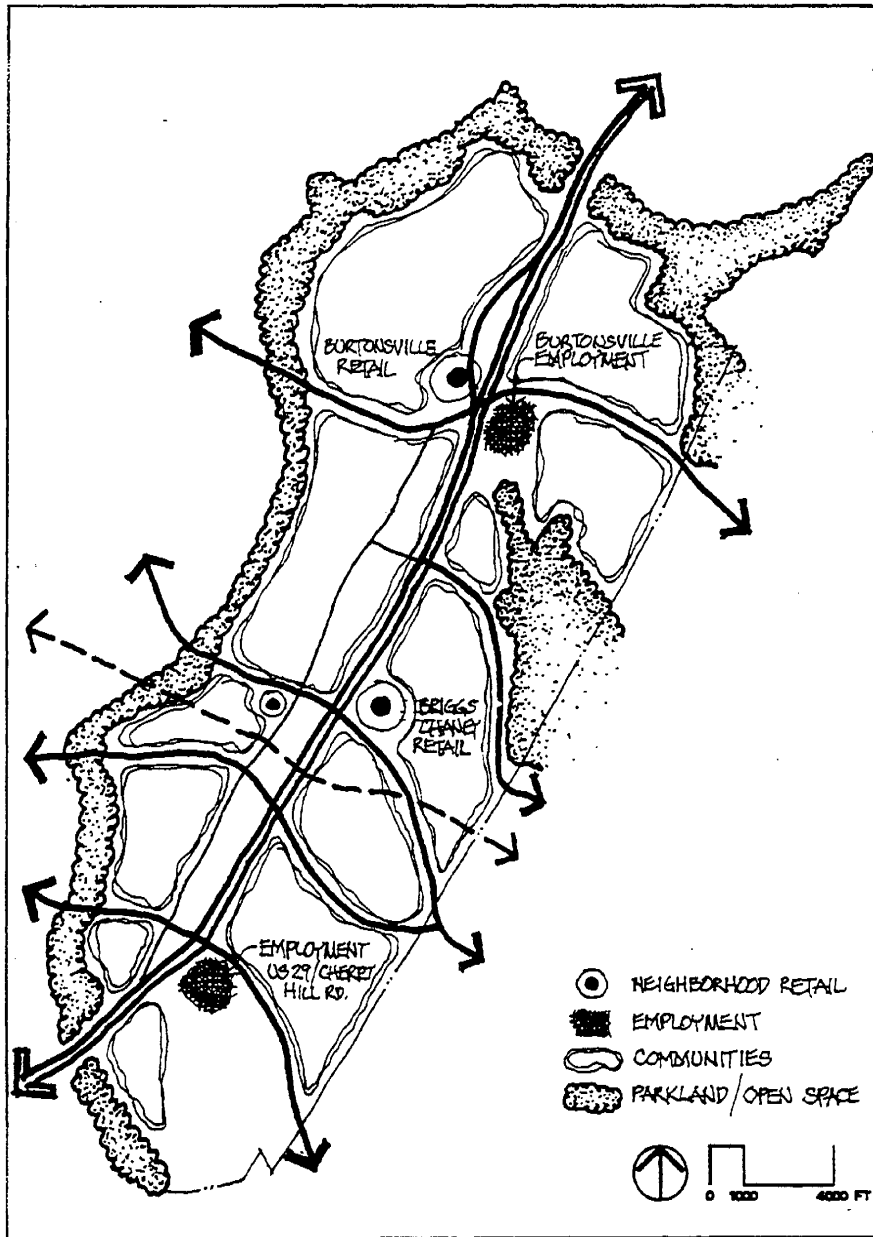 BURTONSVILLE
RETAIL
BURTONSVILLE
EMPLOYMENT
BRIGGS
CHANEY
RETAIL
EMPLOYMENT
US 29/CHERRY
HILL RD.
NEIGHBORHOOD RETAIL
EMPLOYMENT
COMMUNITIES
PARKLAND/OPEN SPACE
0 1000 4000 FT